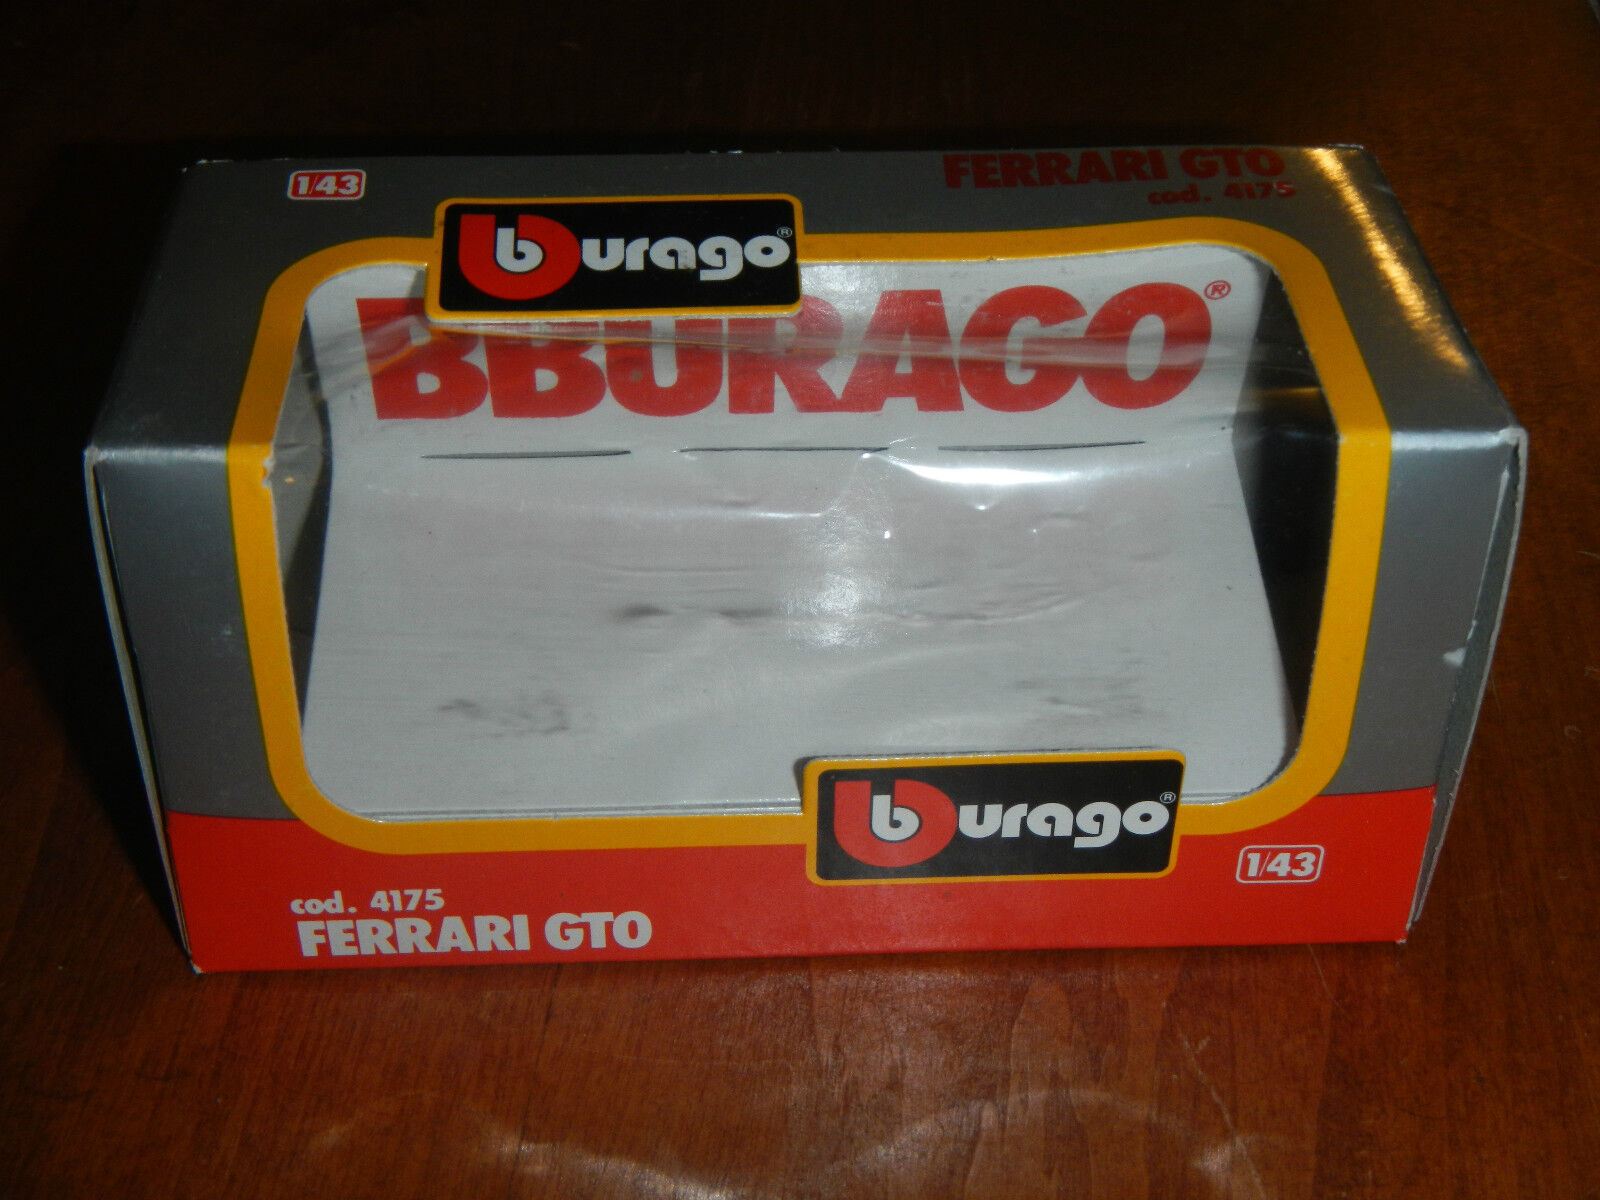 1/43
FERRARI GTO
cod. 4175
burago®
BBURAGO®
burago®
1/43
cod. 4175
FERRARI GTO